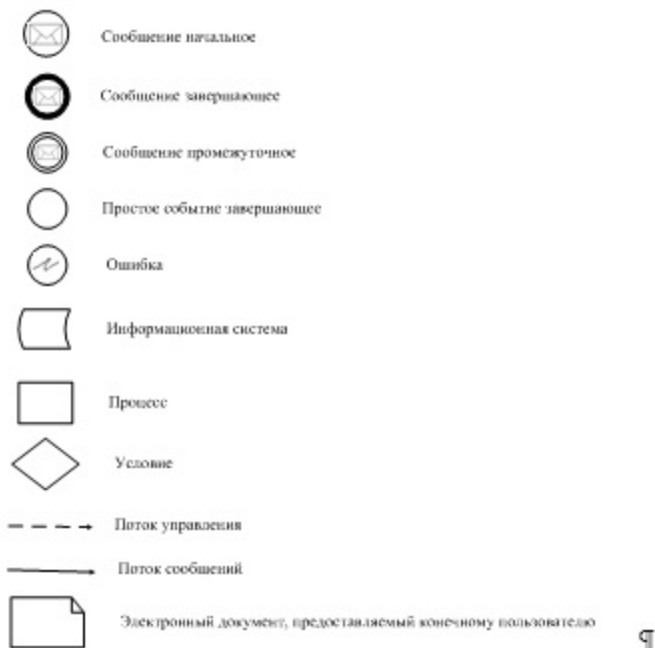 Сообщение начальное
Сообщение завершающее
Сообщение промежуточное
Простое событие завершающее
Ошибка
Информационная система
Процесс
Условие
Поток управления
Поток сообщений
Электронный документ, предоставляемый конечному пользователю
¶